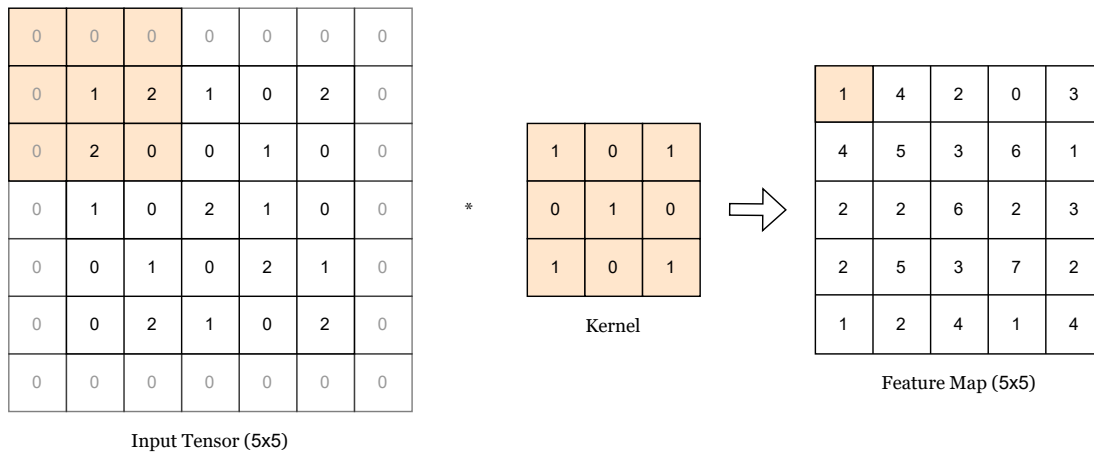 0 0 0 0 0 0 0
0 1 2 1 0 2 0
0 2 0 0 1 0 0
0 1 0 2 1 0 0
0 0 1 0 2 1 0
0 0 2 1 0 2 0
0 0 0 0 0 0 0
Input Tensor (5x5)
*
1 0 1
0 1 0
1 0 1
Kernel
1 4 2 0 3
4 5 3 6 1
2 2 6 2 3
2 5 3 7 2
1 2 4 1 4
Feature Map (5x5)